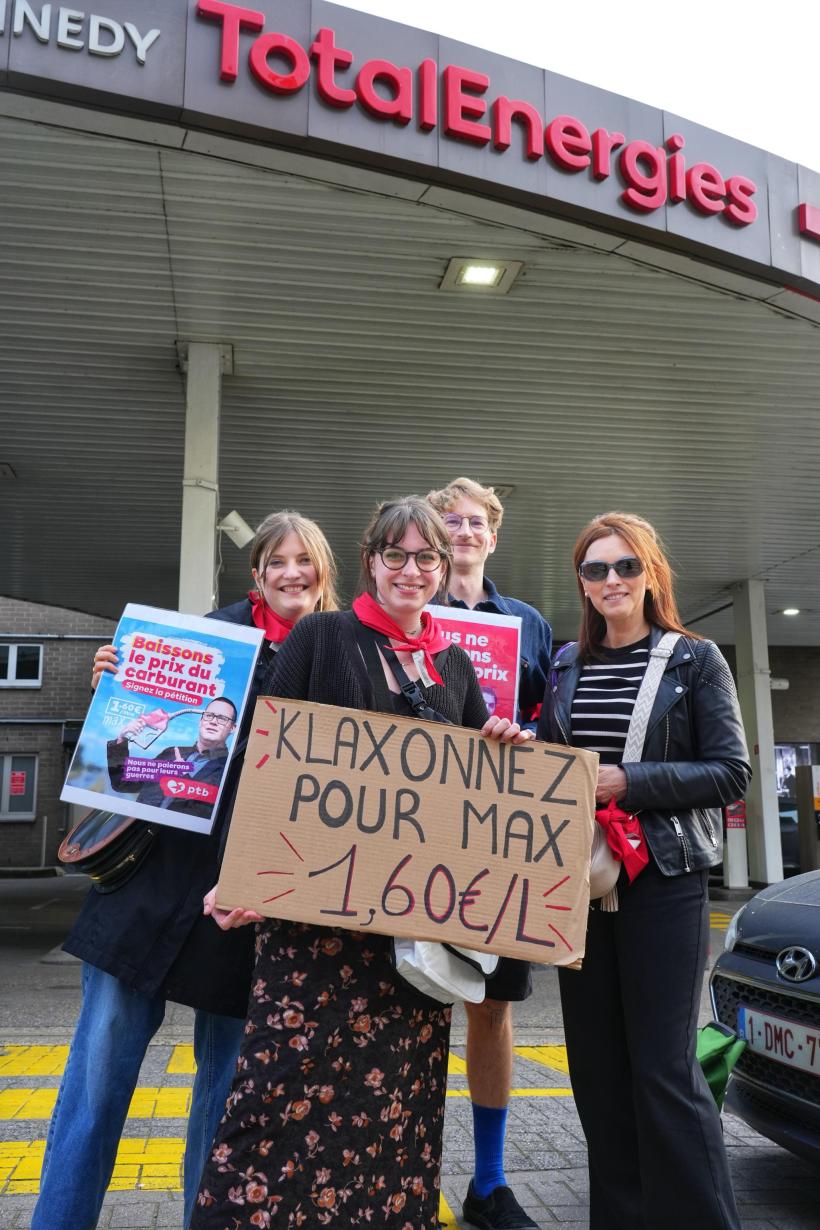 NNEDY
TotalEnergies
Baissons
le prix du
carburant
Signez la pétition
1.60€
max
Nous ne paierons
pas pour leurs
guerres
ptb
us ne
ons
prix
KLAXONNEZ
POUR MAX
1,60€/L
1-DMC-7